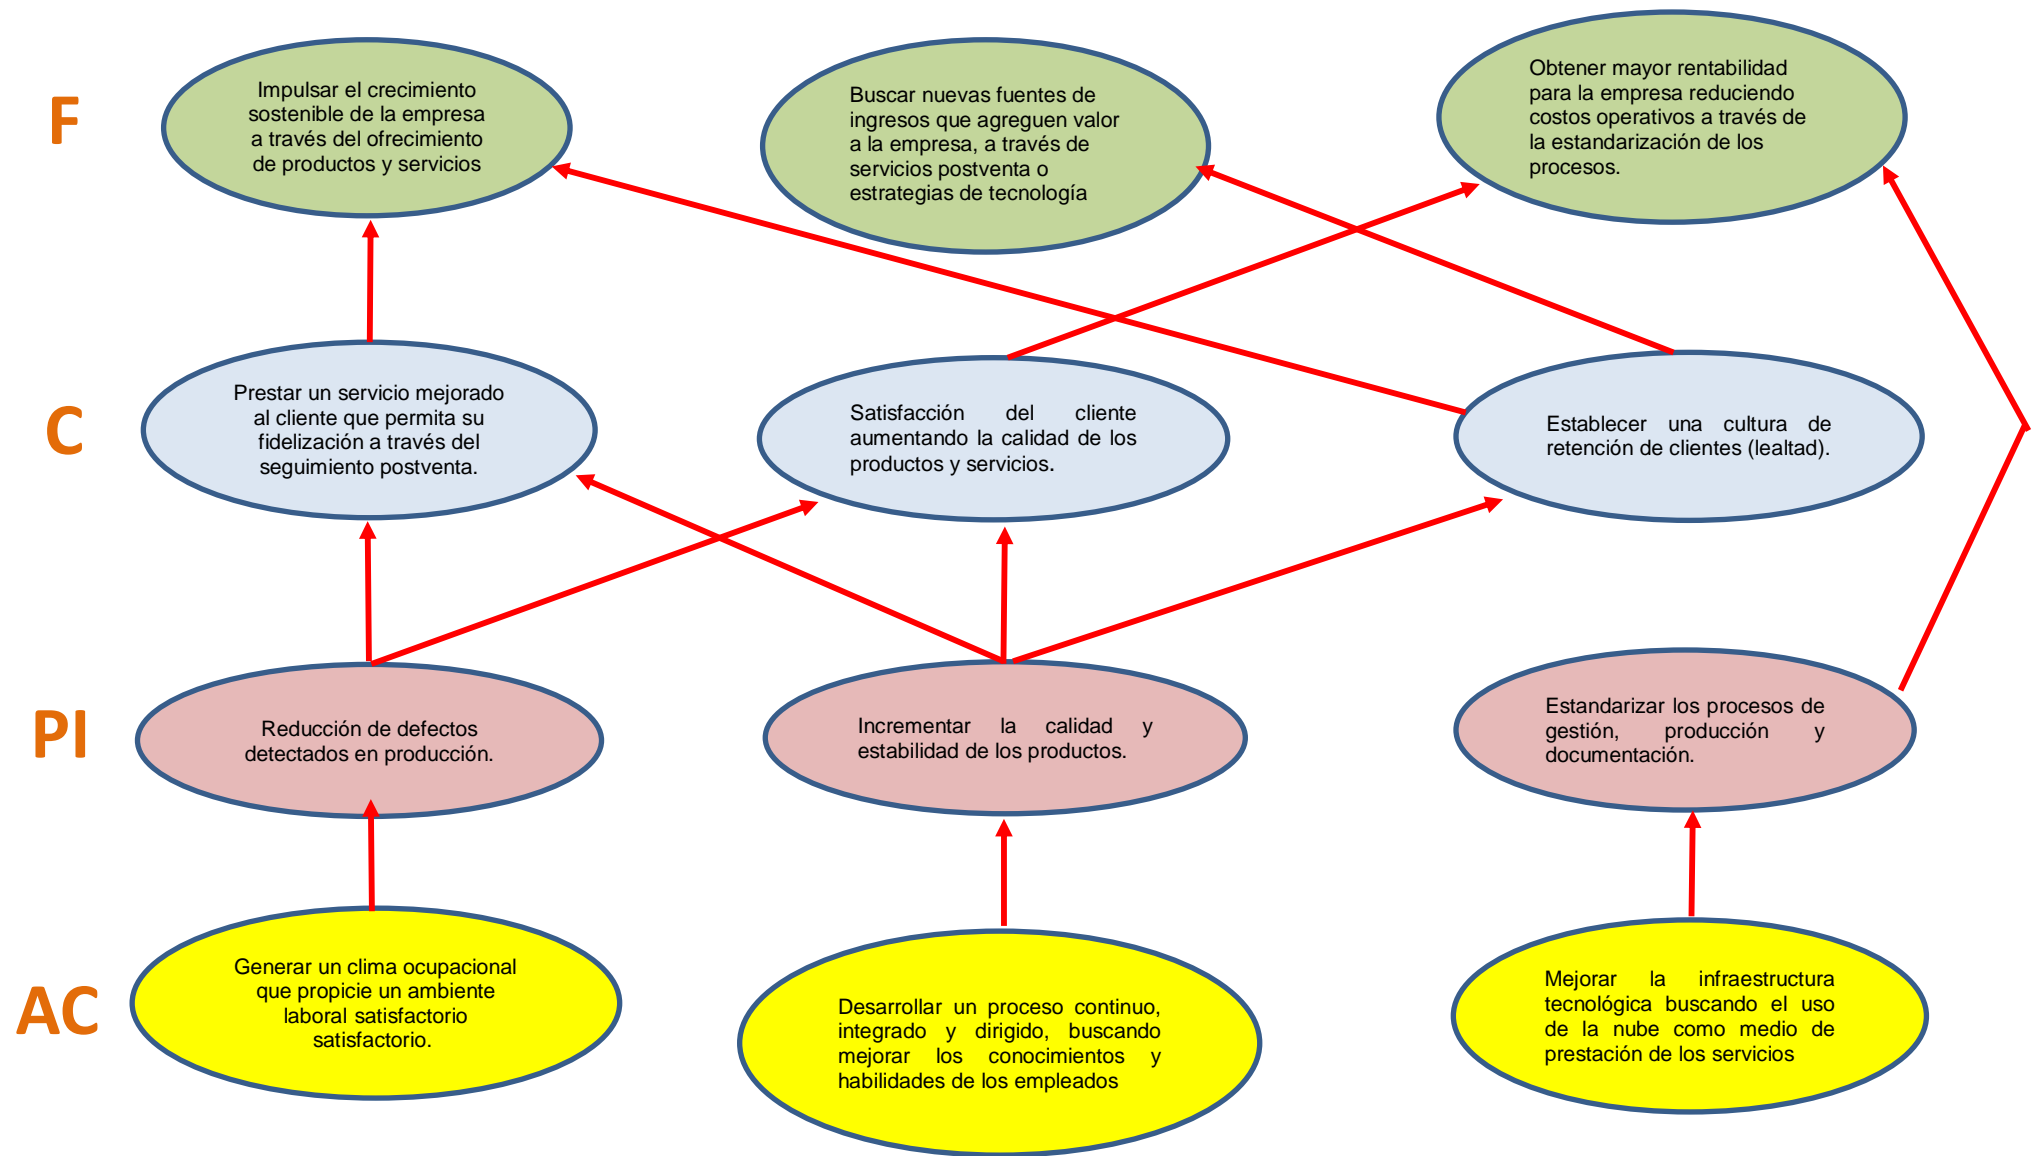 F
Impulsar el crecimiento
sostenible de la empresa
a través del ofrecimiento
de productos y servicios
Buscar nuevas fuentes de
ingresos que agreguen valor
a la empresa, a través de
servicios postventa o
estrategias de tecnología
Obtener mayor rentabilidad
para la empresa reduciendo
costos operativos a través de
la estandarización de los
procesos.
C
Prestar un servicio mejorado
al cliente que permita su
fidelización a través del
seguimiento postventa.
Satisfacción del cliente
aumentando la calidad de los
productos y servicios.
Establecer una cultura de
retención de clientes (lealtad).
PI
Reducción de defectos
detectados en producción.
Incrementar la calidad y
estabilidad de los productos.
Estandarizar los procesos de
gestión, producción y
documentación.
AC
Generar un clima ocupacional
que propicie un ambiente
laboral satisfactorio
satisfactorio.
Desarrollar un proceso continuo,
integrado y dirigido, buscando
mejorar los conocimientos y
habilidades de los empleados
Mejorar la infraestructura
tecnológica buscando el uso
de la nube como medio de
prestación de los servicios